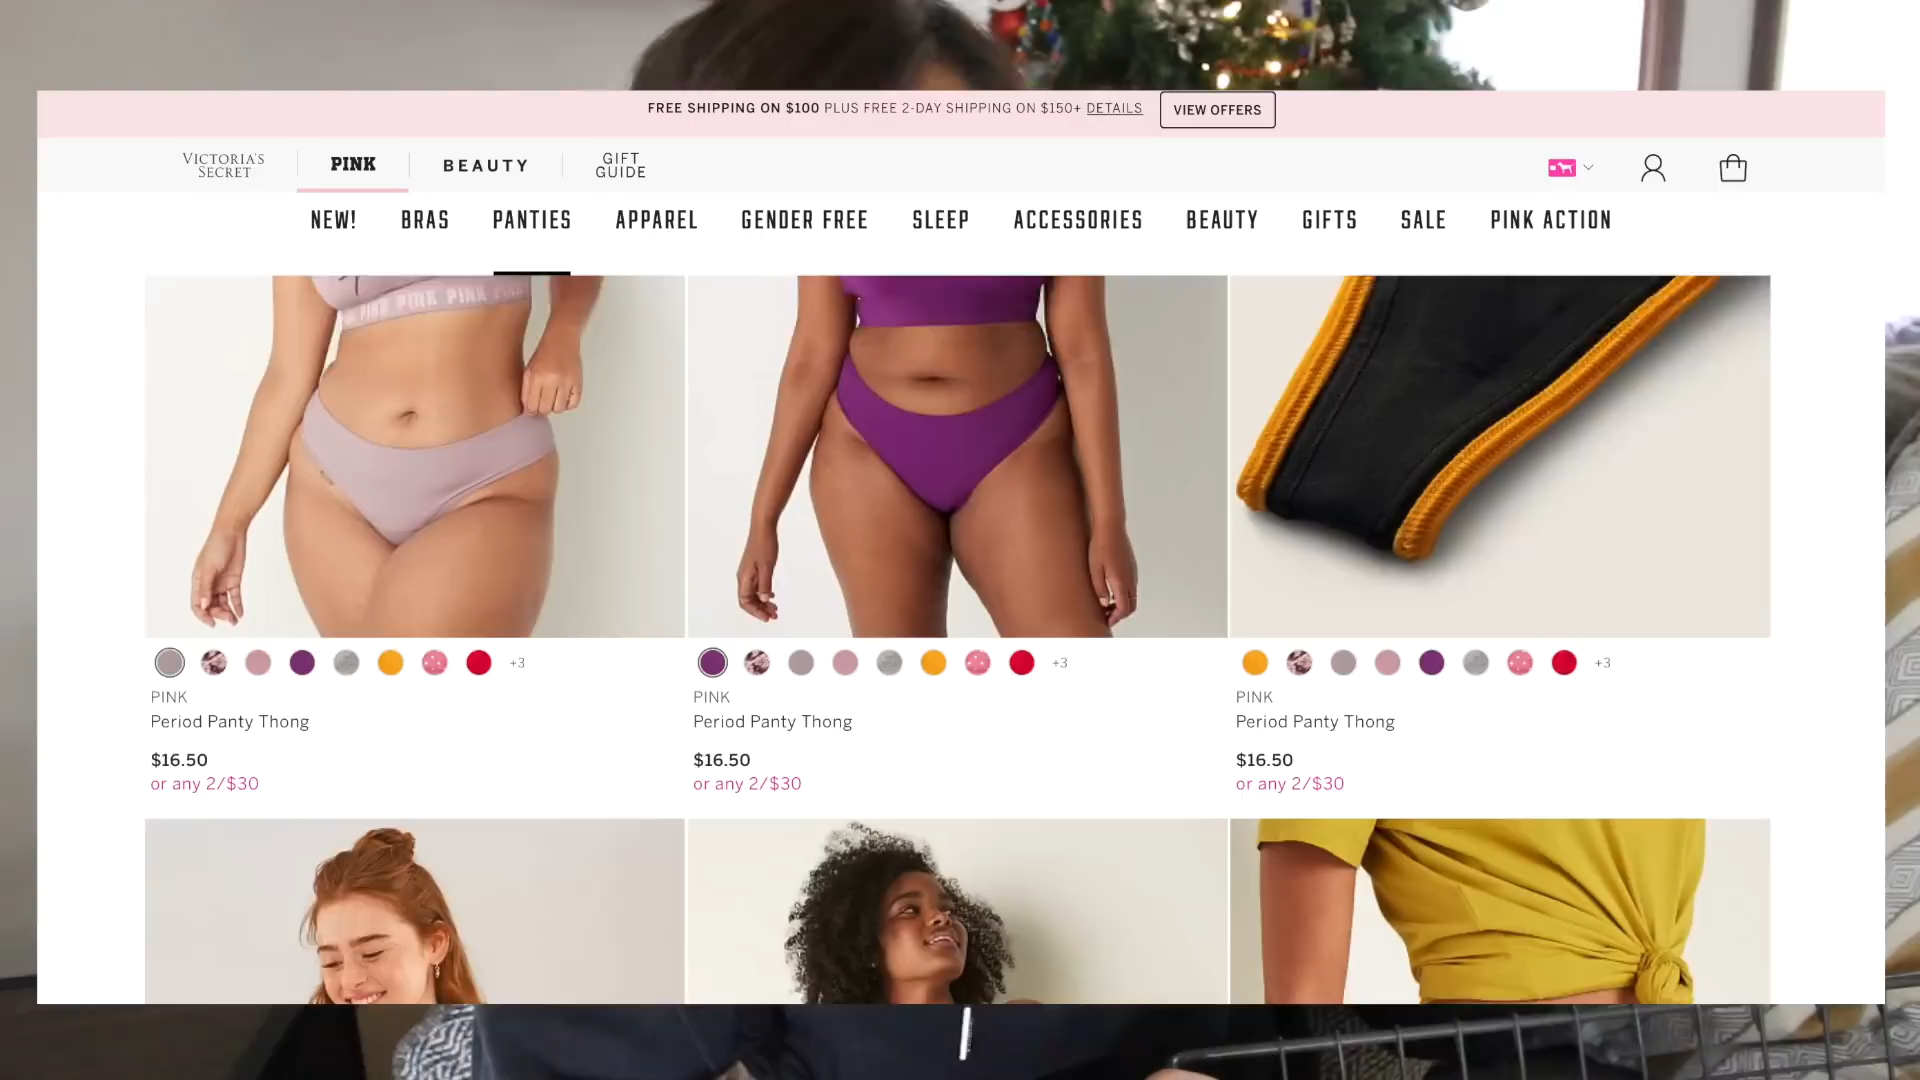 FREE SHIPPING ON $100 PLUS FREE 2-DAY SHIPPING ON $150+ DETAILS
VIEW OFFERS
VICTORIA'S
SECRET
PINK
BEAUTY
GIFT
GUIDE
NEW! BRAS PANTIES APPAREL GENDER FREE SLEEP ACCESSORIES BEAUTY GIFTS SALE PINK ACTION
PINK PINK PINK
+3
PINK
Period Panty Thong
$16.50
or any 2/$30
+3
PINK
Period Panty Thong
$16.50
or any 2/$30
+3
PINK
Period Panty Thong
$16.50
or any 2/$30